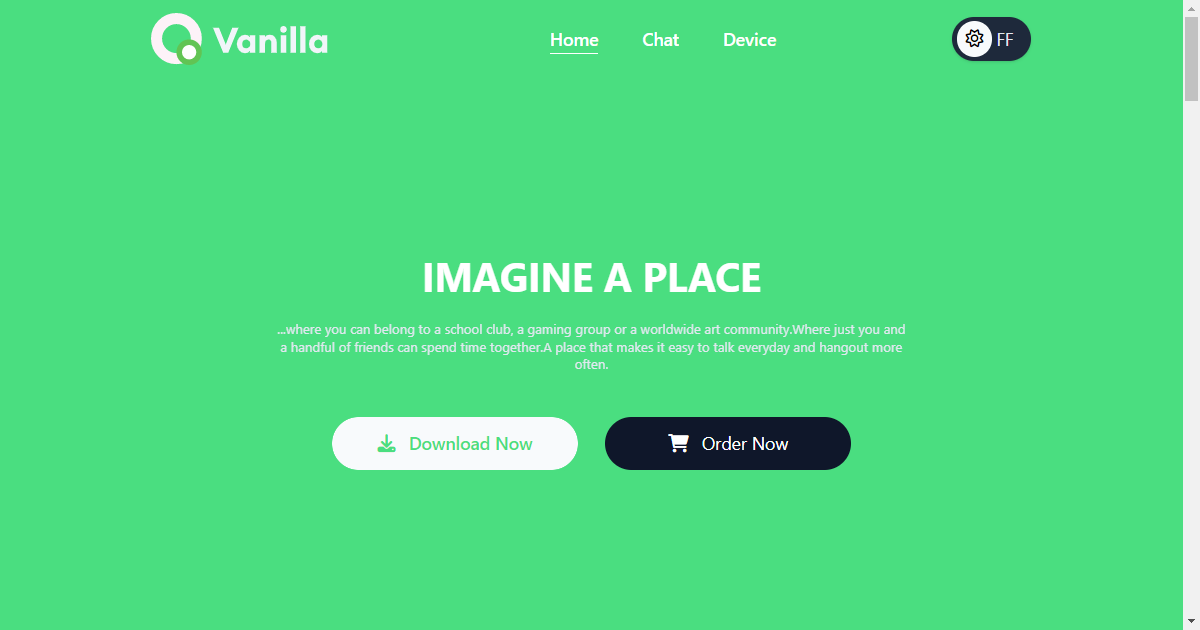 Vanilla
Home Chat Device
FF
IMAGINE A PLACE
...where you can belong to a school club, a gaming group or a worldwide art community.Where just you and
a handful of friends can spend time together.A place that makes it easy to talk everyday and hangout more
often.
Download Now
Order Now